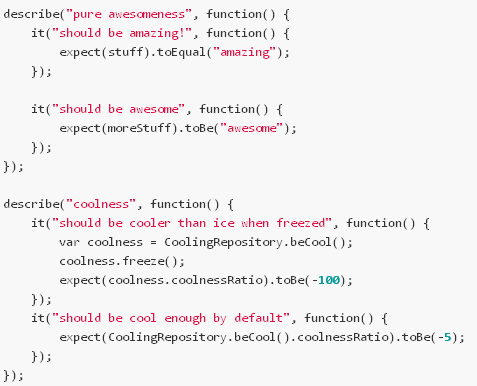 describe("pure awesomeness", function() {
    it("should be amazing!", function() {
        expect(stuff).toEqual("amazing");
    });

    it("should be awesome", function() {
        expect(moreStuff).toBe("awesome");
    });
});

describe("coolness", function() {
    it("should be cooler than ice when freezed", function() {
        var coolness = CoolingRepository.beCool();
        coolness.freeze();
        expect(coolness.coolnessRatio).toBe(-100);
    });
    it("should be cool enough by default", function() {
        expect(CoolingRepository.beCool().coolnessRatio).toBe(-5);
    });
});